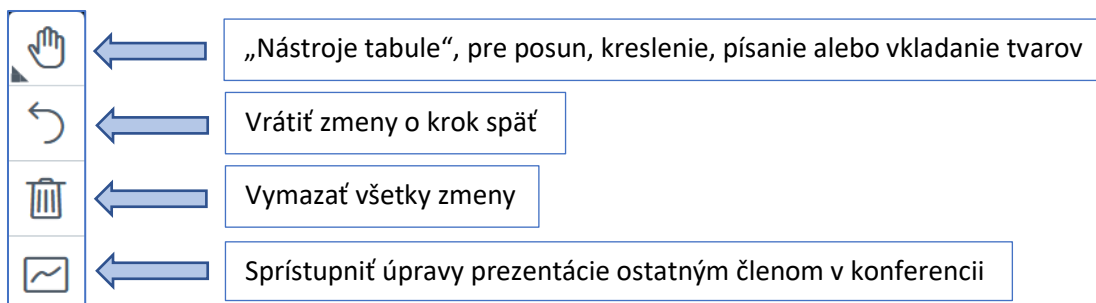 „Nástroje tabule“, pre posun, kreslenie, písanie alebo vkladanie tvarov
Vrátiť zmeny o krok späť
Vymazať všetky zmeny
Sprístupniť úpravy prezentácie ostatným členom v konferencii